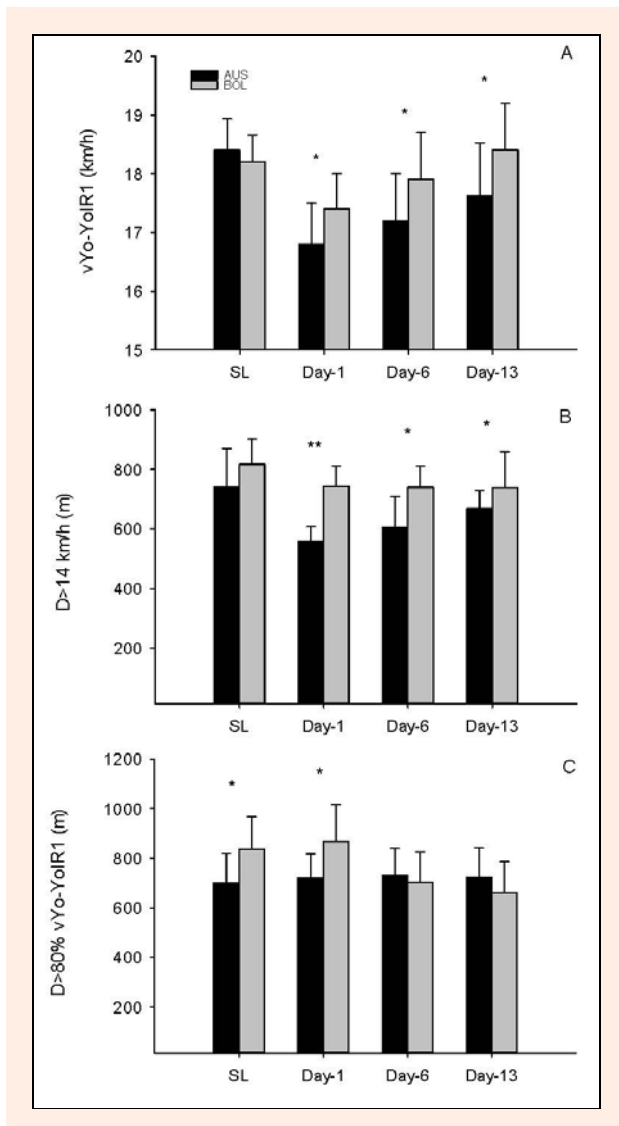 A
AUS
BOL
vYo-YoIR1 (km/h)
20
19
18
17
16
15
* * *
SL Day-1 Day-6 Day-13
B
D>14 km/h (m)
1000
800
600
400
200
** * *
SL Day-1 Day-6 Day-13
C
D>80% vYo-YoIR1 (m)
1200
1000
800
600
400
200
* *
SL Day-1 Day-6 Day-13